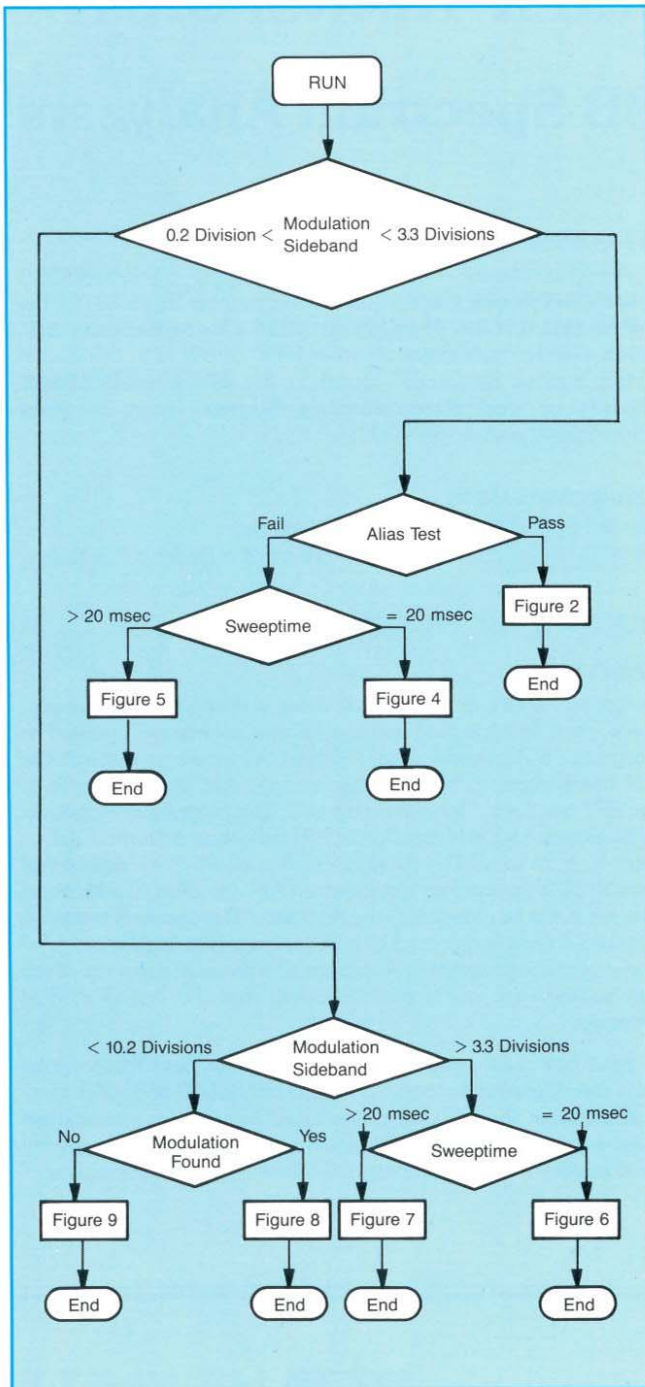 RUN
0.2 Division < Modulation Sideband < 3.3 Divisions
Fail
Alias Test
Pass
Figure 2
End
> 20 msec
Sweeptime
= 20 msec
Figure 5
Figure 4
End
End
< 10.2 Divisions
Modulation
Sideband
> 3.3 Divisions
> 20 msec
= 20 msec
No
Modulation
Found
Yes
Sweeptime
Figure 9
Figure 8
Figure 7
Figure 6
End
End
End
End